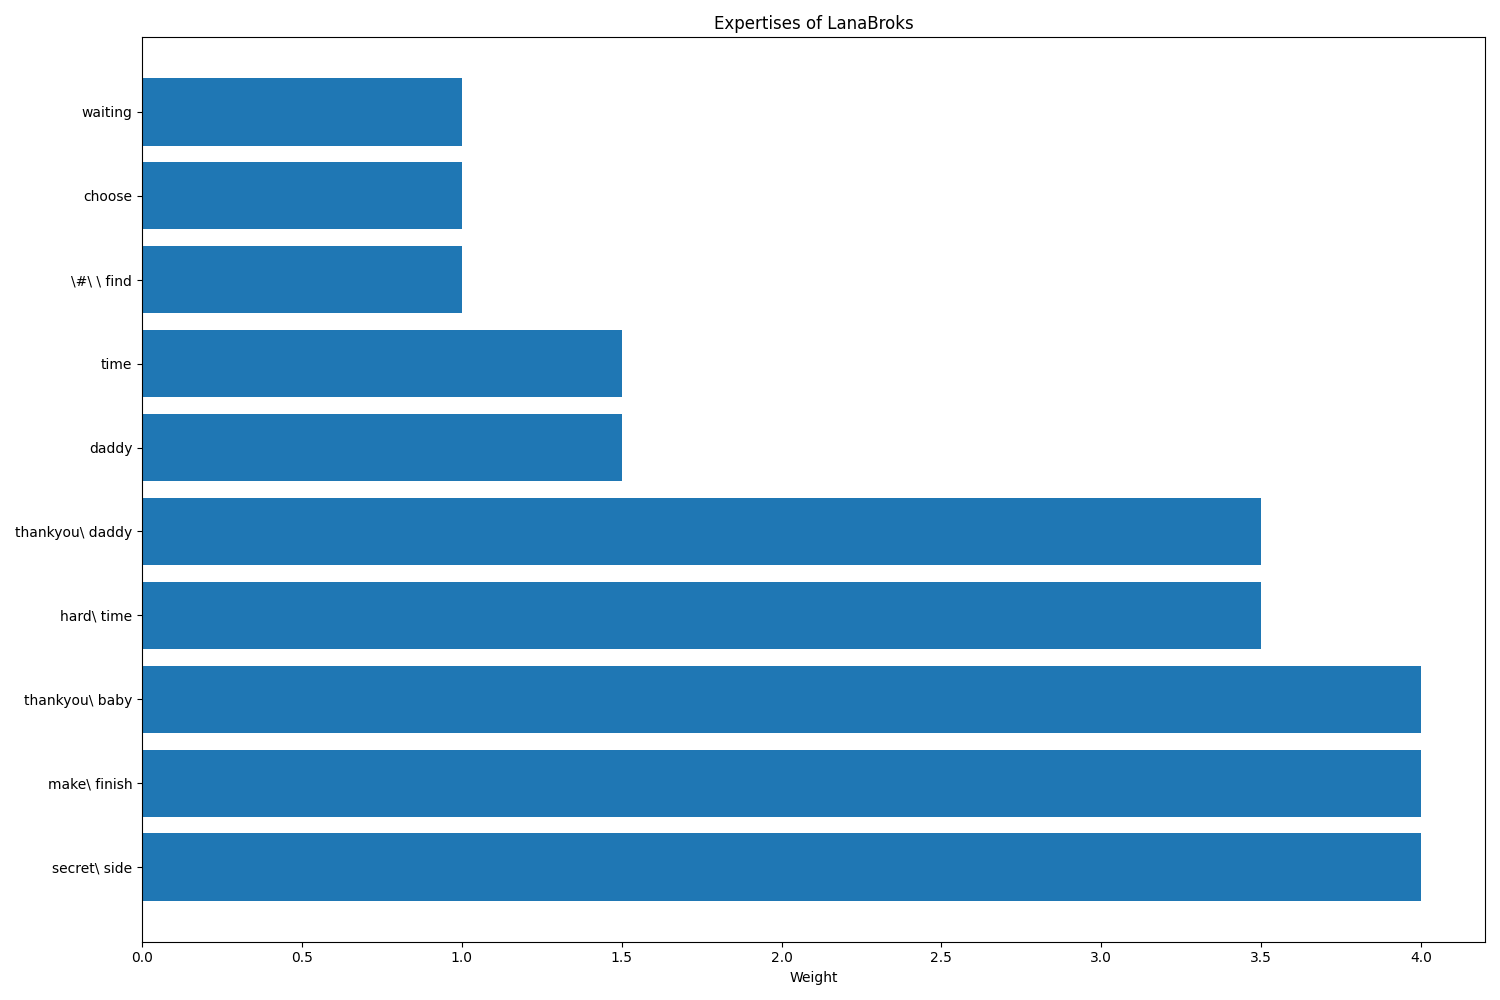 Expertises of LanaBroks
waiting
choose
\#\ \ find
time
daddy
thankyou\ daddy
hard\ time
thankyou\ baby
make\ finish
secret\ side
0.0 0.5 1.0 1.5 2.0 2.5 3.0 3.5 4.0
Weight